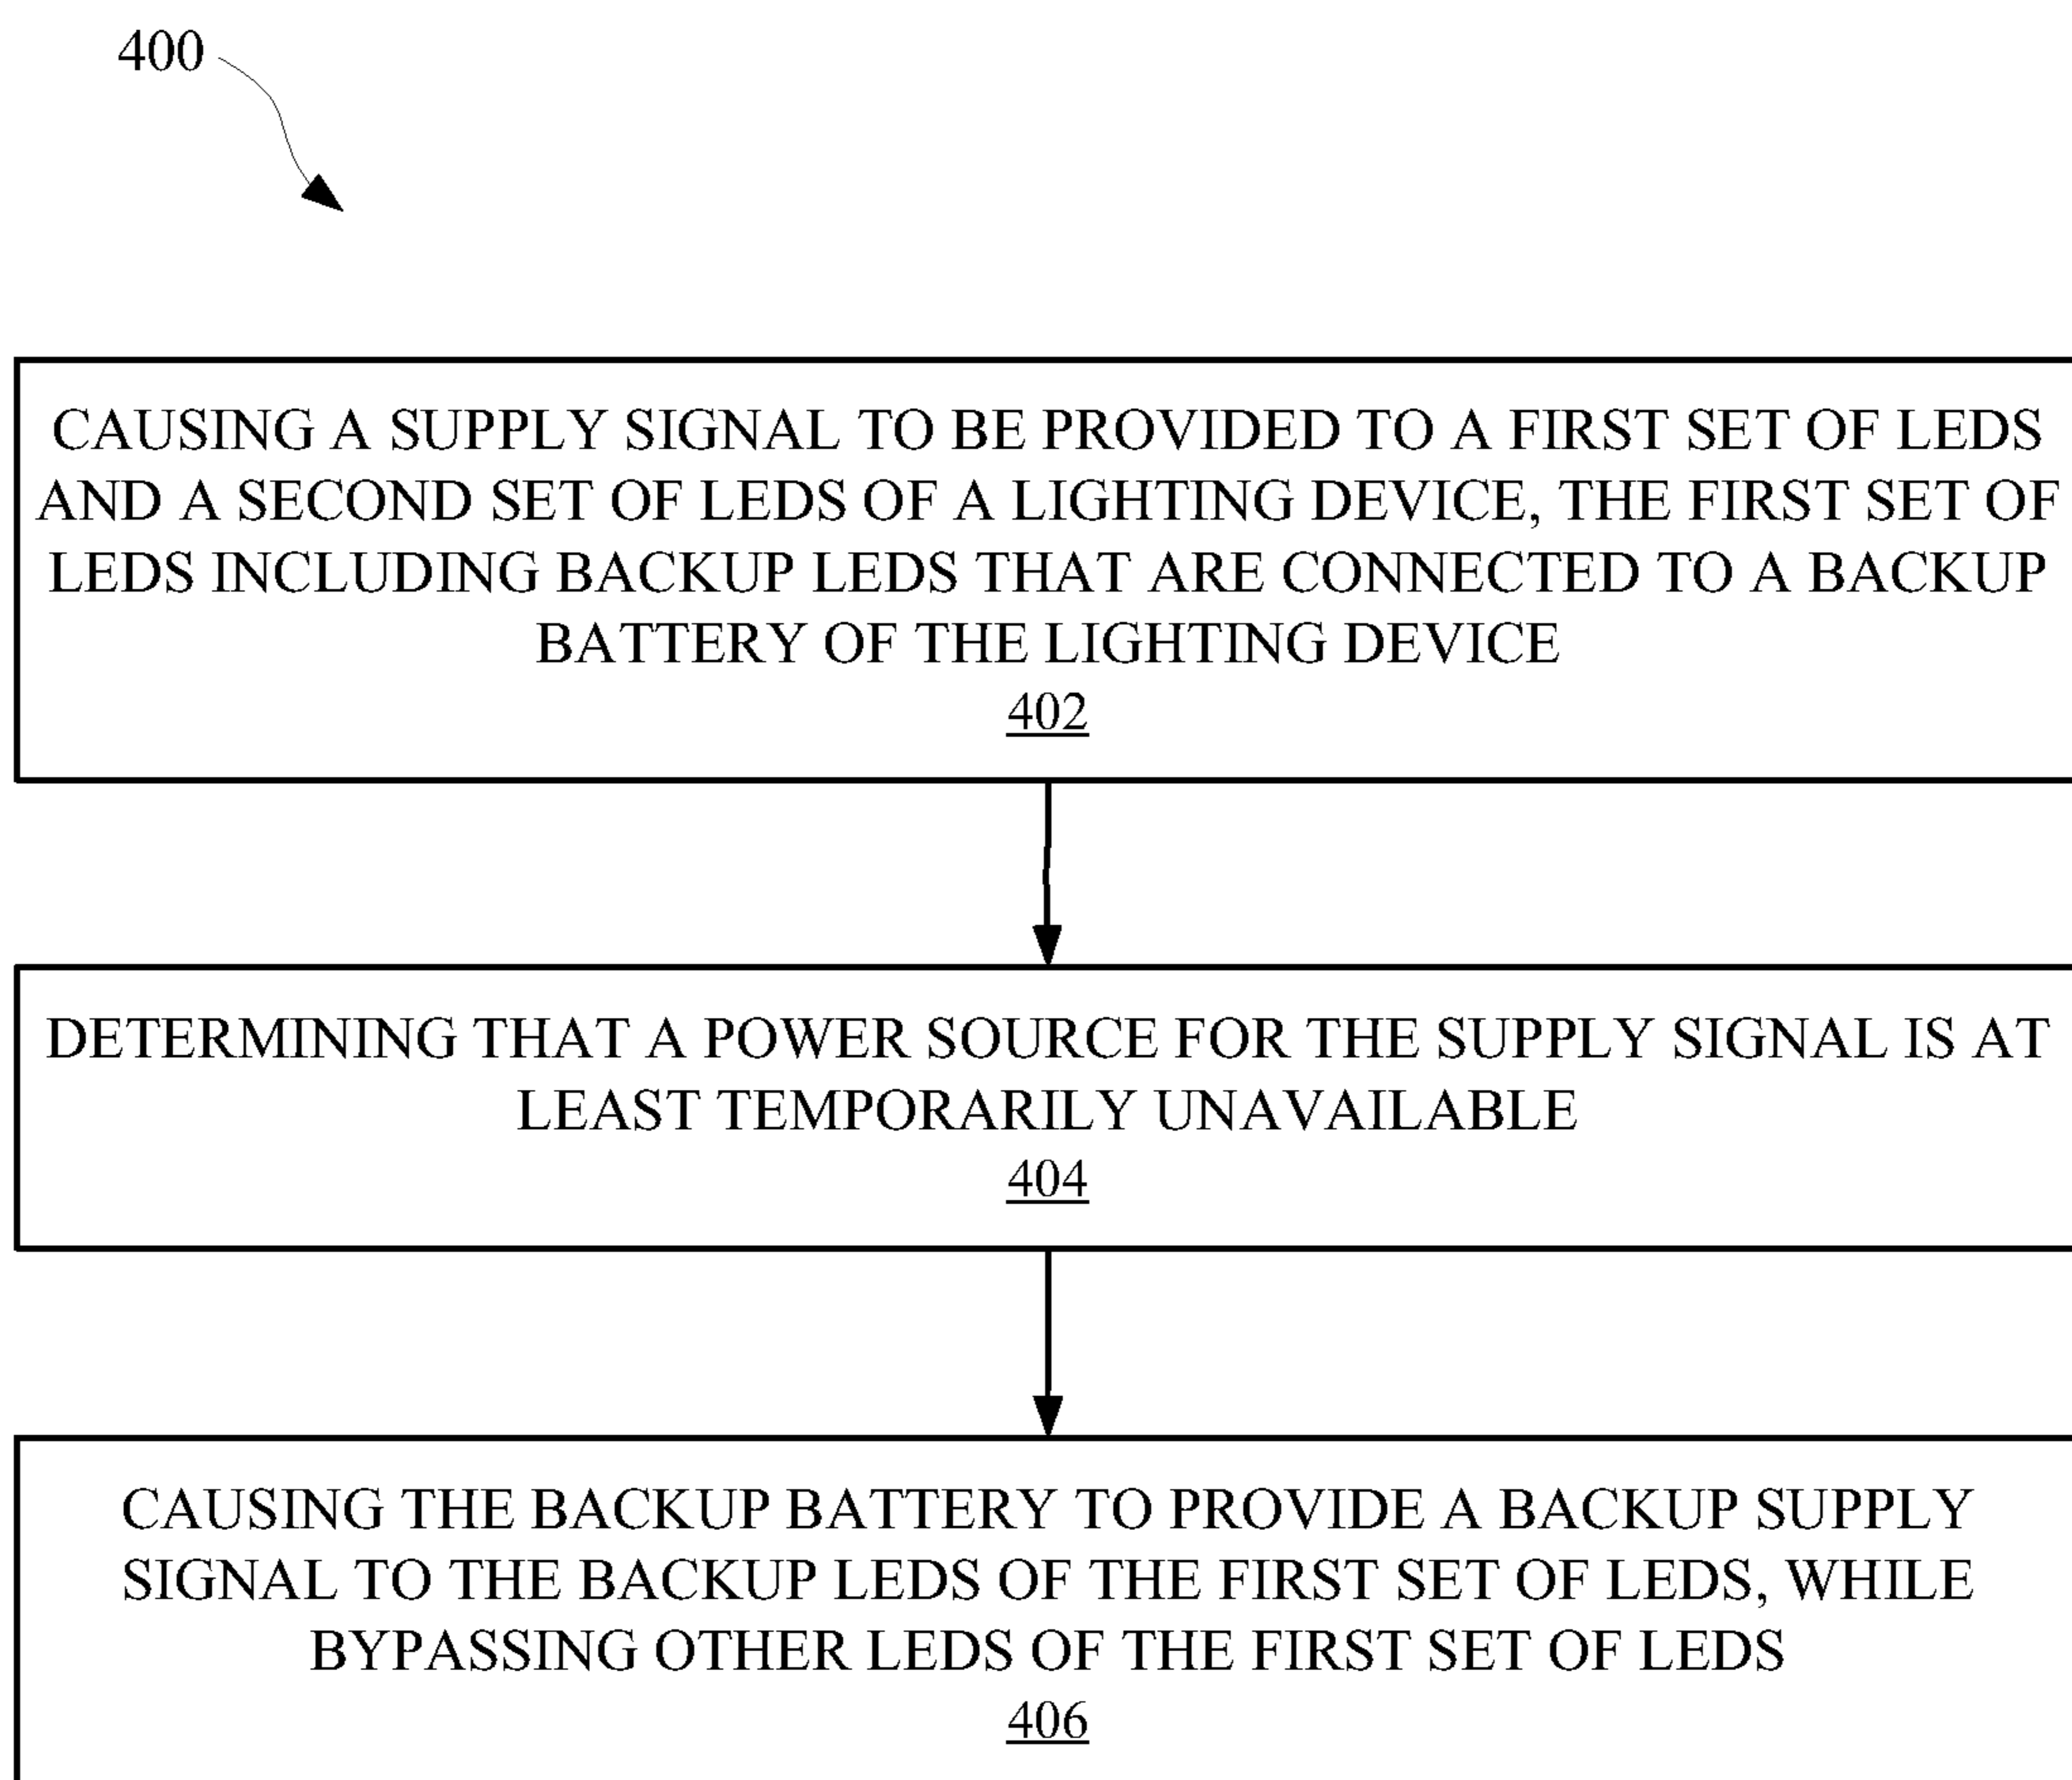 400
CAUSING A SUPPLY SIGNAL TO BE PROVIDED TO A FIRST SET OF LEDS
AND A SECOND SET OF LEDS OF A LIGHTING DEVICE, THE FIRST SET OF
LEDS INCLUDING BACKUP LEDS THAT ARE CONNECTED TO A BACKUP
BATTERY OF THE LIGHTING DEVICE
402
DETERMINING THAT A POWER SOURCE FOR THE SUPPLY SIGNAL IS AT
LEAST TEMPORARILY UNAVAILABLE
404
CAUSING THE BACKUP BATTERY TO PROVIDE A BACKUP SUPPLY
SIGNAL TO THE BACKUP LEDS OF THE FIRST SET OF LEDS, WHILE
BYPASSING OTHER LEDS OF THE FIRST SET OF LEDS
406